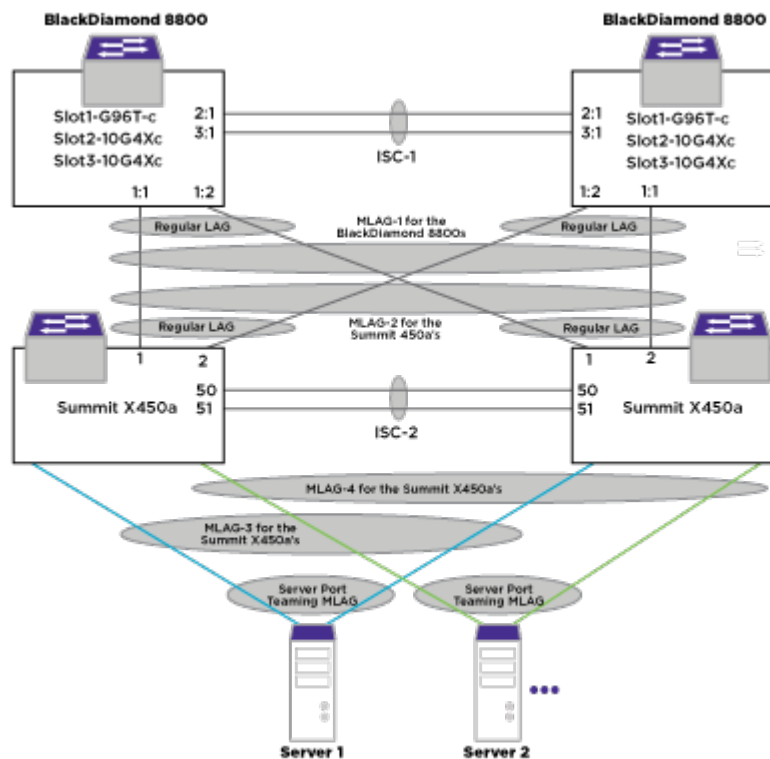 BlackDiamond 8800
BlackDiamond 8800
Slot1-G96T-c
Slot2-10G4Xc
Slot3-10G4Xc
2:1
3:1
1:1
1:2
ISC-1
2:1
3:1
Slot1-G96T-c
Slot2-10G4Xc
Slot3-10G4Xc
1:2
1:1
Regular LAG
MLAG-1 for the
BlackDiamond 8800s
Regular LAG
Regular LAG
MLAG-2 for the
Summit 450a's
Regular LAG
1
2
50
51
Summit X450a
ISC-2
1
2
50
51
Summit X450a
MLAG-4 for the Summit X450a's
MLAG-3 for the
Summit X450a's
Server Port
Teaming MLAG
Server Port
Teaming MLAG
Server 1
Server 2